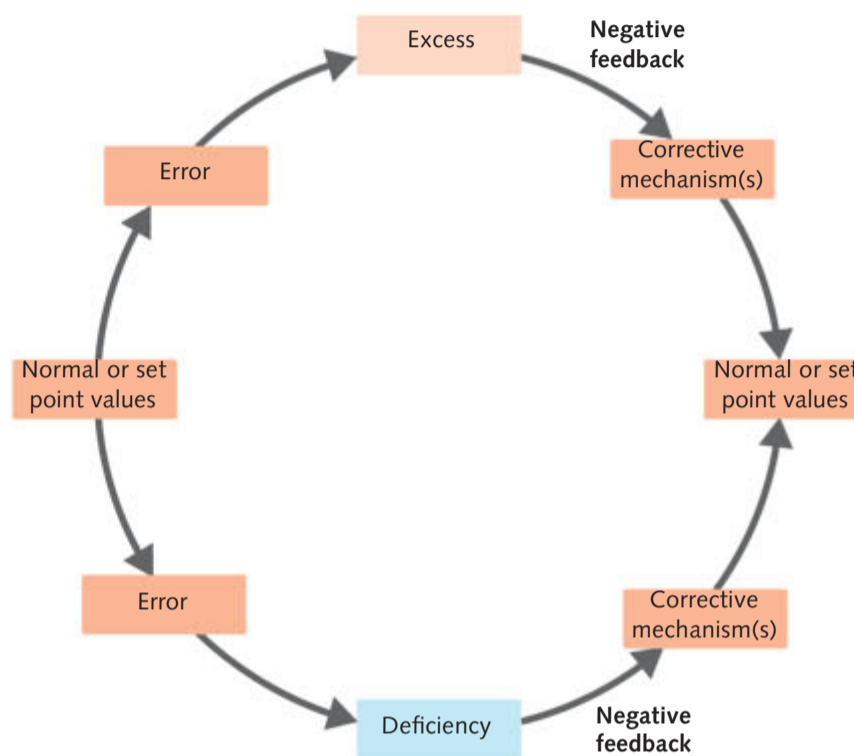 Excess
Negative
feedback
Error
Corrective
mechanism(s)
Normal or set
point values
Normal or set
point values
Error
Corrective
mechanism(s)
Deficiency
Negative
feedback